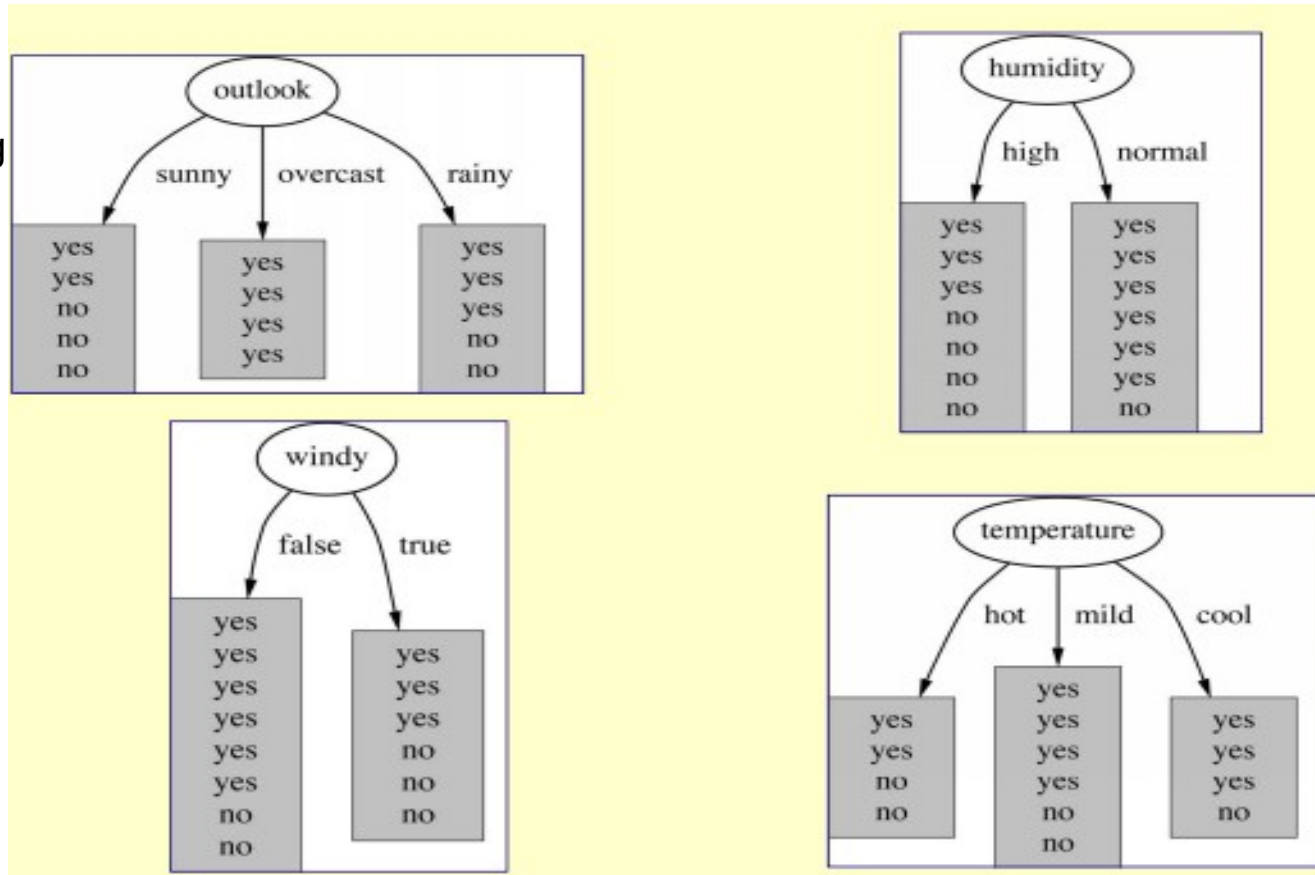 g
outlook
sunny overcast rainy
yes
yes
no
no
no
yes
yes
yes
yes
yes
yes
yes
no
no
humidity
high normal
yes
yes
yes
no
no
no
no
yes
yes
yes
yes
yes
yes
no
windy
false true
yes
yes
yes
yes
yes
yes
no
no
yes
yes
yes
no
no
no
temperature
hot mild cool
yes
yes
no
no
yes
yes
yes
yes
no
no
yes
yes
yes
no